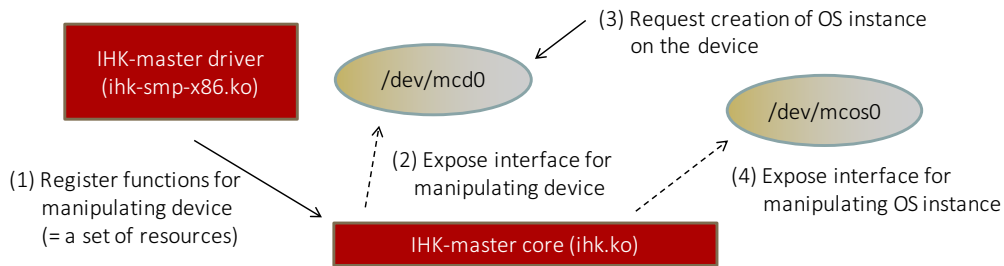 IHK-master driver
(ihk-smp-x86.ko)
/dev/mcd0
(3) Request creation of OS instance
on the device
/dev/mcos0
(1) Register functions for
manipulating device
(= a set of resources)
(2) Expose interface for
manipulating device
(4) Expose interface for
manipulating OS instance
IHK-master core (ihk.ko)